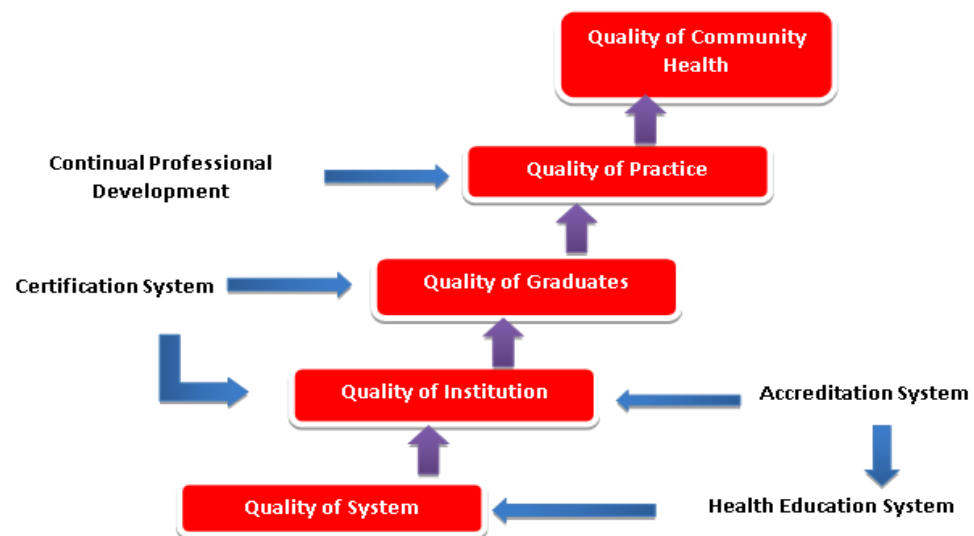 Quality of Community
Health
Continual Professional
Development
Quality of Practice
Certification System
Quality of Graduates
Quality of Institution
Accreditation System
Quality of System
Health Education System